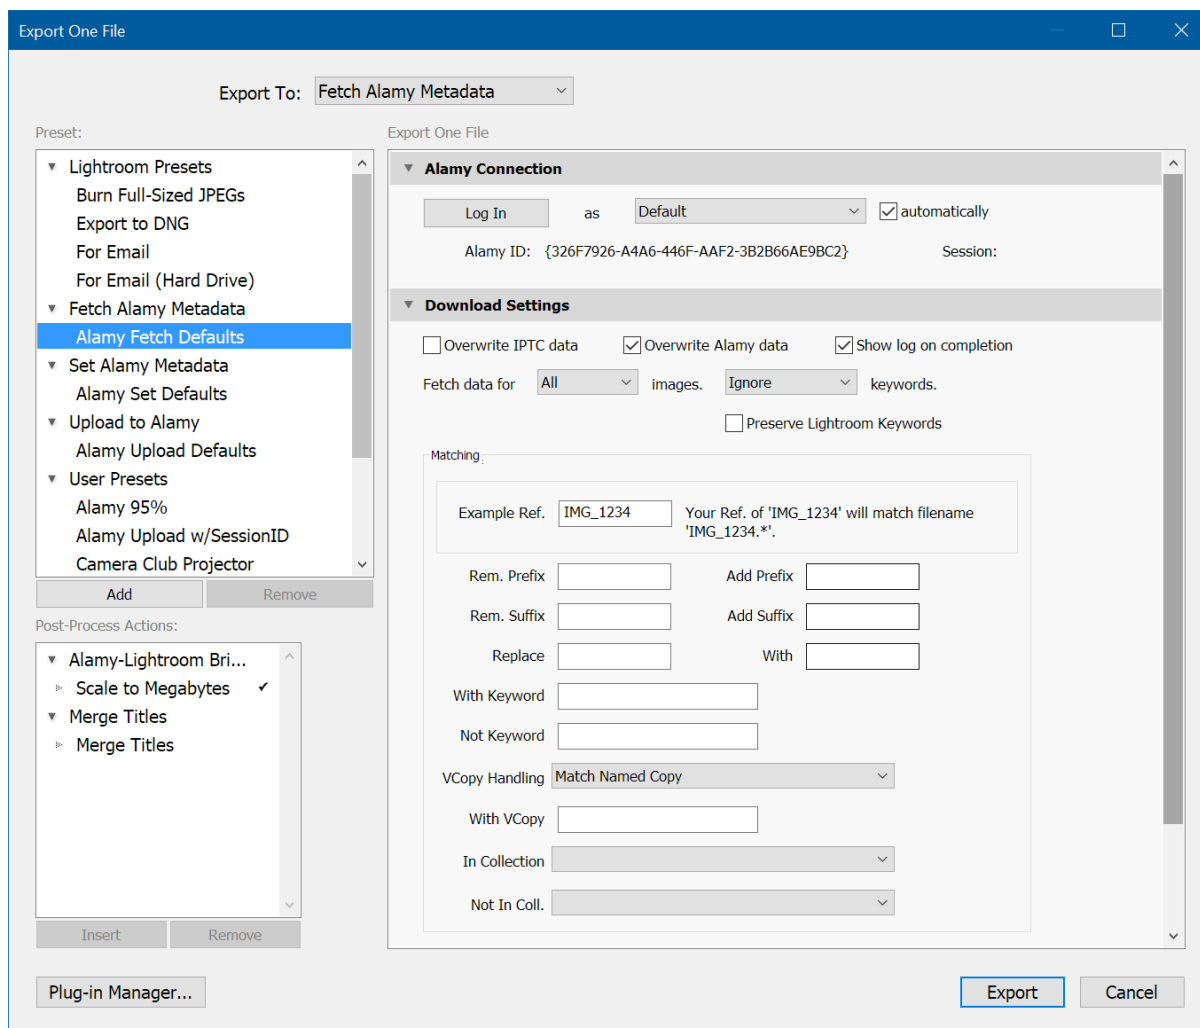 Export One File
Export To: Fetch Alamy Metadata
Preset:
Lightroom Presets
Burn Full-Sized JPEGs
Export to DNG
For Email
For Email (Hard Drive)
Fetch Alamy Metadata
Alamy Fetch Defaults
Set Alamy Metadata
Alamy Set Defaults
Upload to Alamy
Alamy Upload Defaults
User Presets
Alamy 95%
Alamy Upload w/SessionID
Camera Club Projector
Add Remove
Post-Process Actions:
Alamy-Lightroom Bri...
Scale to Megabytes ✓
Merge Titles
Merge Titles
Insert Remove
Plug-in Manager...
Export One File
Alamy Connection
Log In as Default automatically
Alamy ID: {326F7926-A4A6-446F-AAF2-3B2B66AE9BC2} Session:
Download Settings
Overwrite IPTC data Overwrite Alamy data Show log on completion
Fetch data for All images. Ignore keywords.
Preserve Lightroom Keywords
Matching
Example Ref. IMG_1234 Your Ref. of 'IMG_1234' will match filename
'IMG_1234.*'.
Rem. Prefix Add Prefix
Rem. Suffix Add Suffix
Replace With
With Keyword
Not Keyword
VCopy Handling Match Named Copy
With VCopy
In Collection
Not In Coll.
Export Cancel